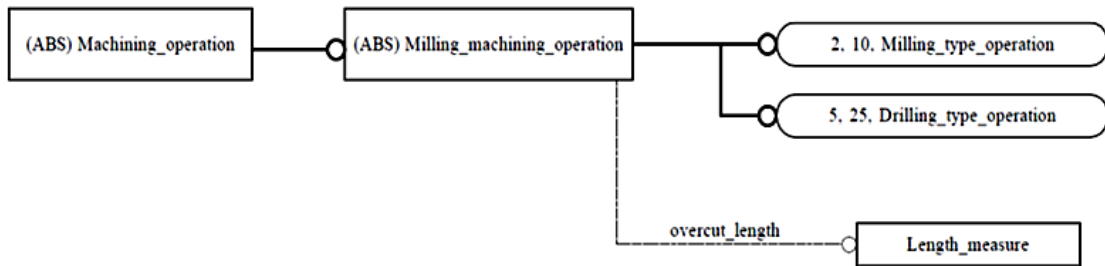 (ABS) Machining_operation
(ABS) Milling_machining_operation
2, 10, Milling_type_operation
5, 25, Drilling_type_operation
overcut_length
Length_measure